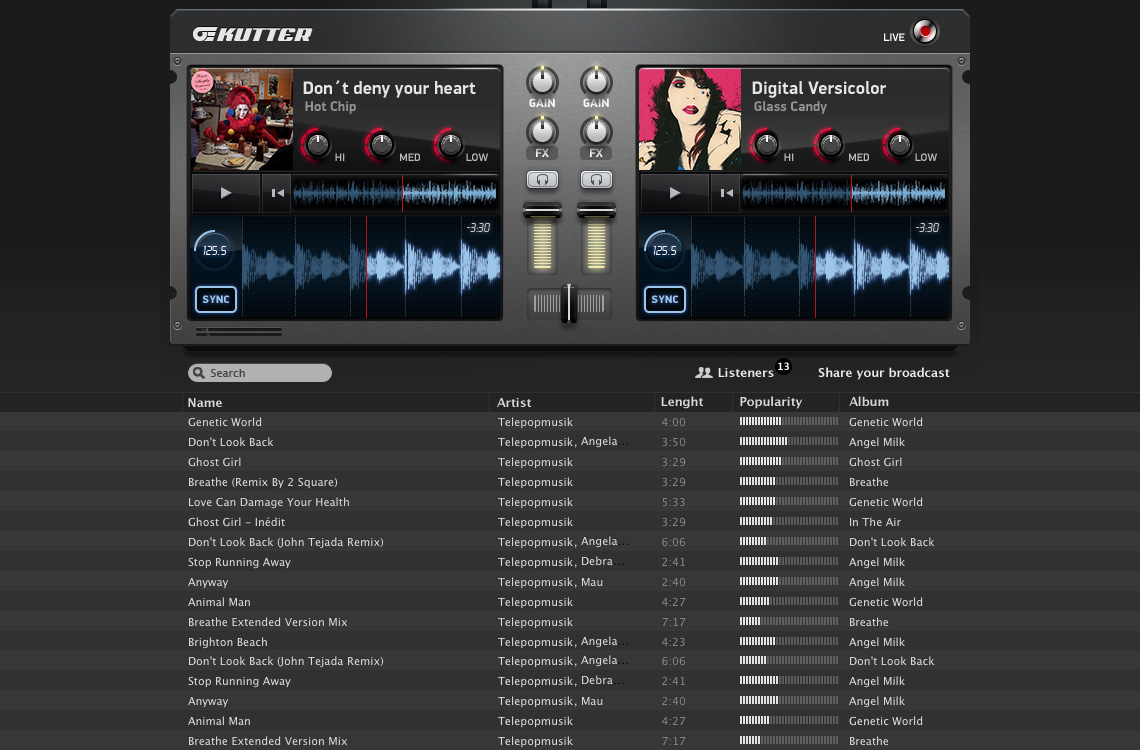 KUTTER
LIVE
Don´t deny your heart
Hot Chip
HI MED LOW
GAIN GAIN
FX FX
Digital Versicolor
Glass Candy
HI MED LOW
-3:30
125.5
SYNC
-3:30
125.5
SYNC
Search
Listeners 13 Share your broadcast
Name Artist Lenght Popularity Album
Genetic World Telepopmusik 4:00 Genetic World
Don't Look Back Telepopmusik, Angela ... 3:50 Angel Milk
Ghost Girl Telepopmusik 3:29 Ghost Girl
Breathe (Remix By 2 Square) Telepopmusik 3:29 Breathe
Love Can Damage Your Health Telepopmusik 5:33 Genetic World
Ghost Girl - Inédit Telepopmusik 3:29 In The Air
Don't Look Back (John Tejada Remix) Telepopmusik, Angela ... 6:06 Don't Look Back
Stop Running Away Telepopmusik, Debra ... 2:41 Angel Milk
Anyway Telepopmusik, Mau 2:40 Angel Milk
Animal Man Telepopmusik 4:27 Genetic World
Breathe Extended Version Mix Telepopmusik 7:17 Breathe
Brighton Beach Telepopmusik, Angela ... 4:23 Angel Milk
Don't Look Back (John Tejada Remix) Telepopmusik, Angela ... 6:06 Don't Look Back
Stop Running Away Telepopmusik, Debra ... 2:41 Angel Milk
Anyway Telepopmusik, Mau 2:40 Angel Milk
Animal Man Telepopmusik 4:27 Genetic World
Breathe Extended Version Mix Telepopmusik 7:17 Breathe